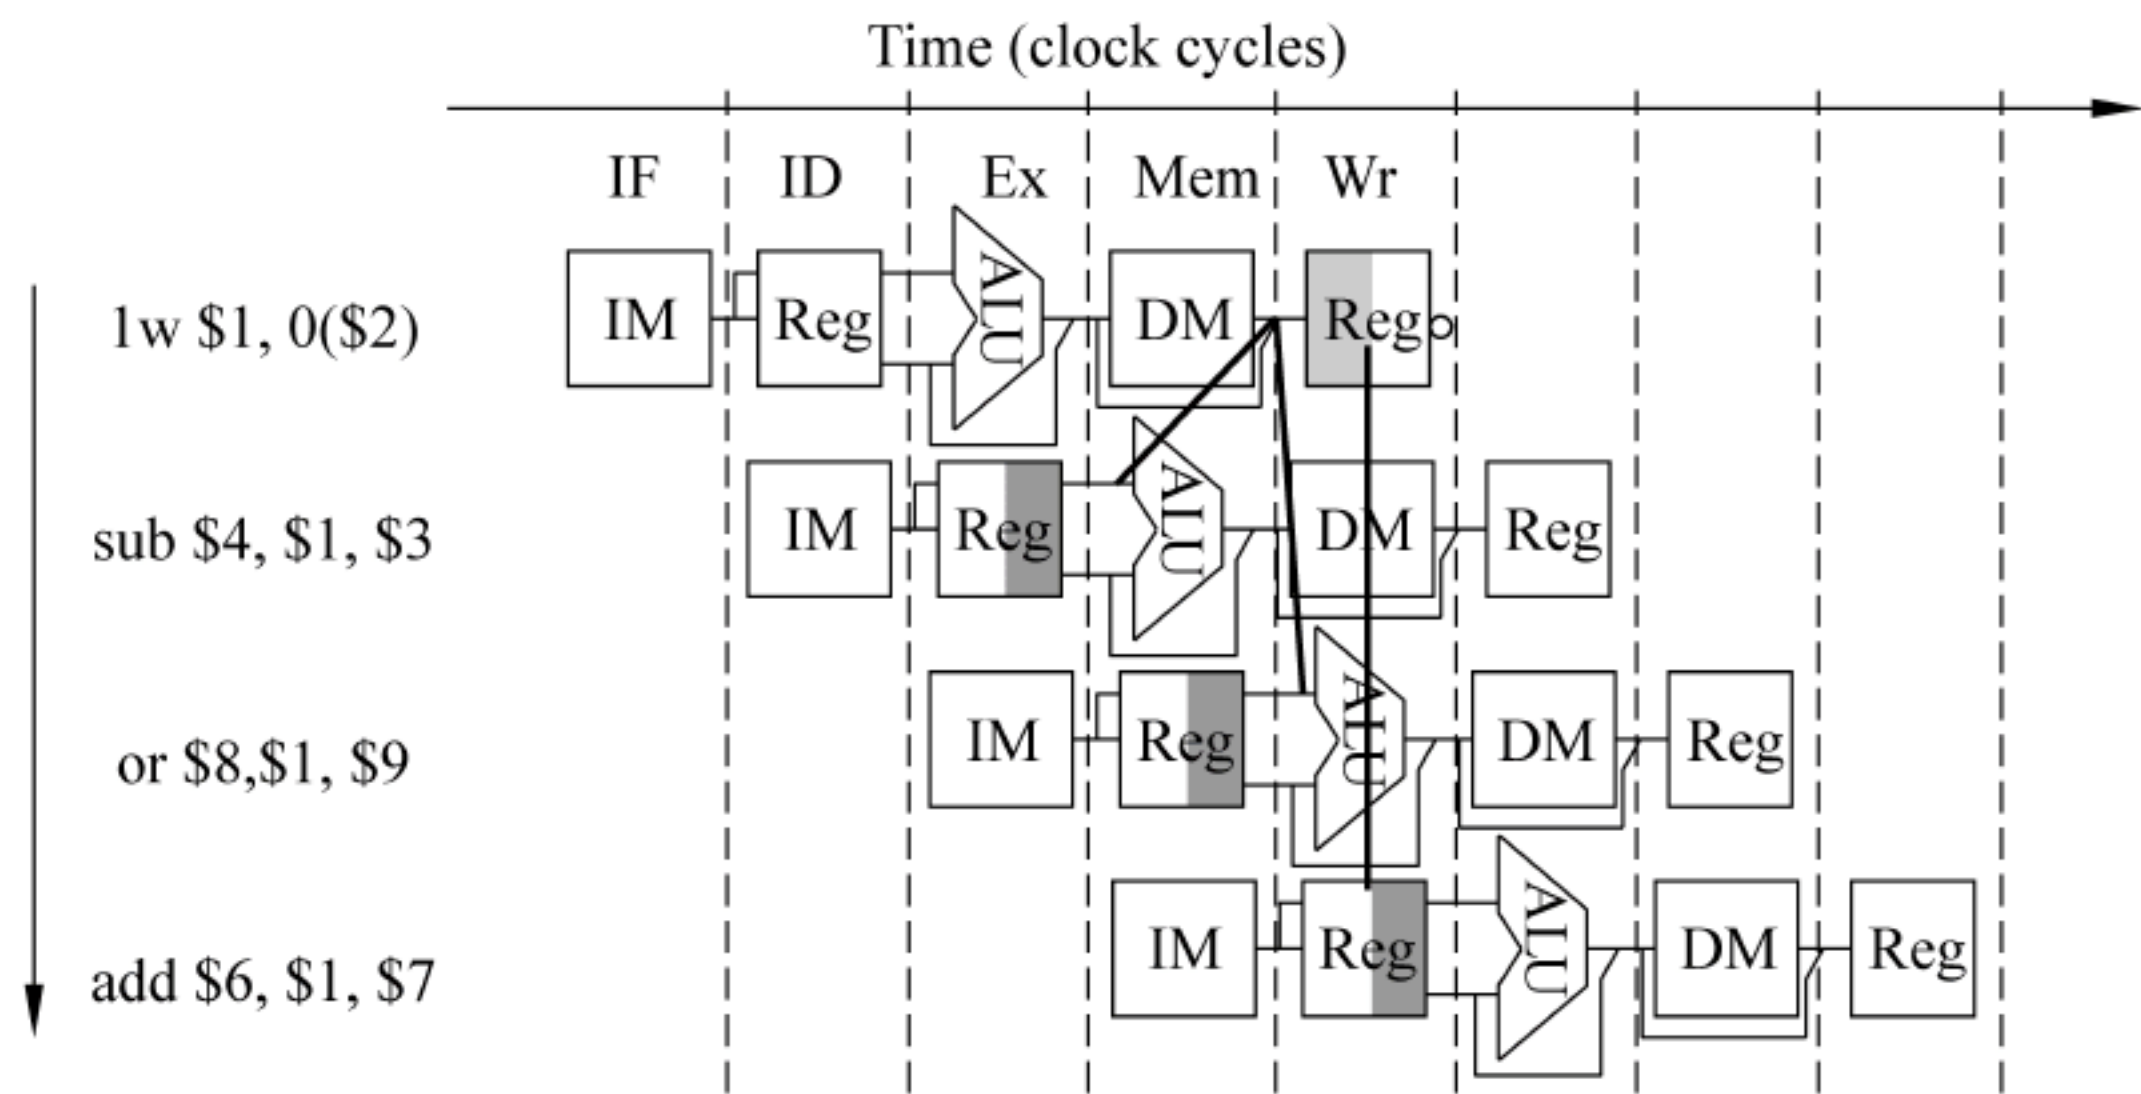 Time (clock cycles)
IF ID Ex Mem Wr
lw $1, 0($2) IM Reg ALU DM Reg
sub $4, $1, $3 IM Reg ALU DM Reg
or $8,$1, $9 IM Reg ALU DM Reg
add $6, $1, $7 IM Reg ALU DM Reg